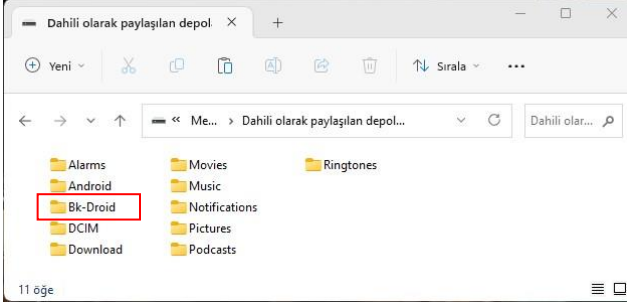 Dahili olarak paylaşılan depol
Yeni
Sırala
Me... Dahili olarak paylaşılan depol... Dahili olar...
Alarms Movies Ringtones
Android Music
Bk-Droid Notifications
DCIM Pictures
Download Podcasts
11 öğe